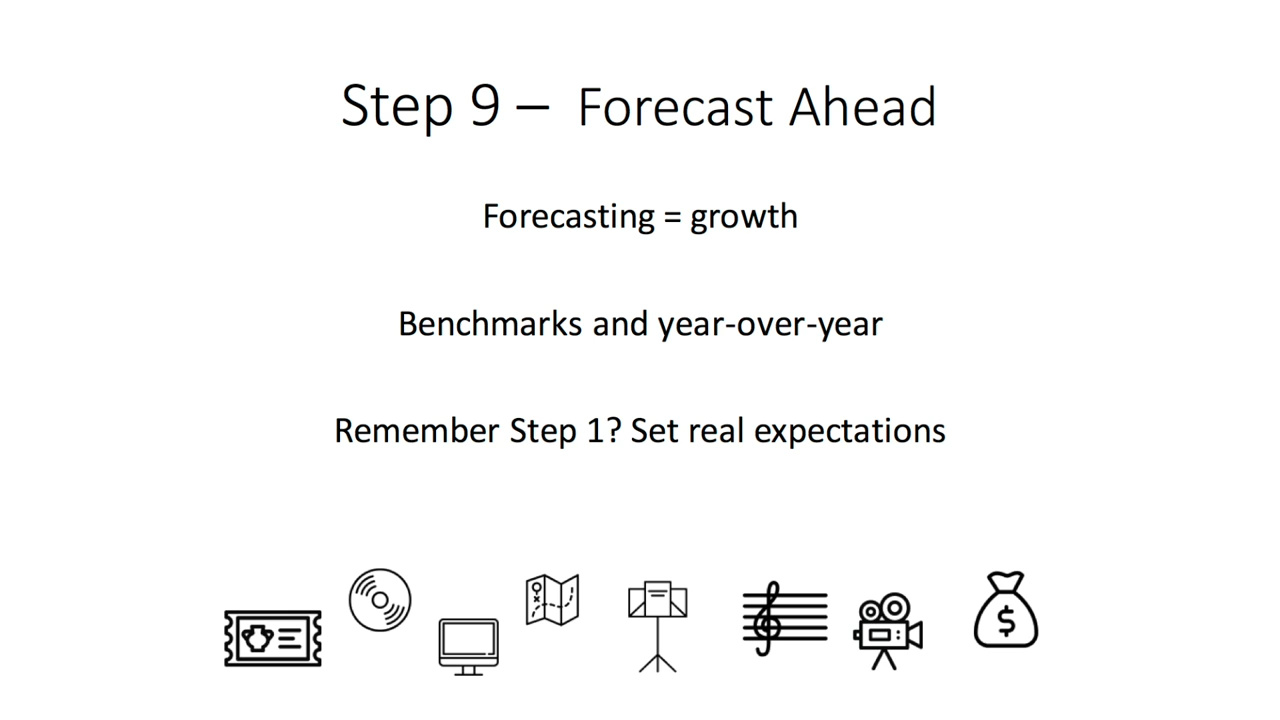 Step 9 – Forecast Ahead
Forecasting = growth
Benchmarks and year-over-year
Remember Step 1? Set real expectations
$